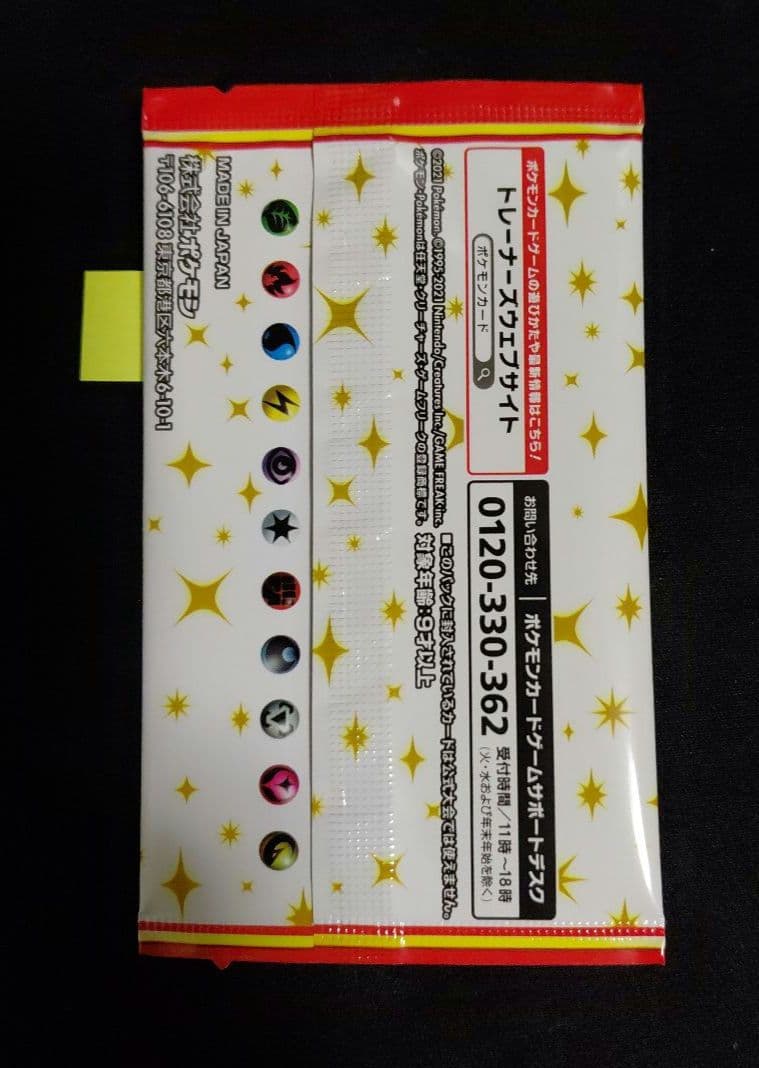 ポケモンカードゲームの遊びかたや最新情報はこちら!
トレーナーズウェブサイト
ポケモンカード
お問い合わせ先
ポケモンカードゲームサポートデスク
0120-330-362
受付時間/11時~18時
(火・水および年末年始を除く)
©2021 Pokémon. ©1995-2021 Nintendo/Creatures Inc./GAME FREAK inc.
ポケモン・Pokémonは任天堂・クリーチャーズ・ゲームフリークの登録商標です。
■このパックに封入されているカードは公式大会では使えません。
対象年齢:9才以上
MADE IN JAPAN
株式会社ポケモン
〒106-6108 東京都港区六本木6-10-1